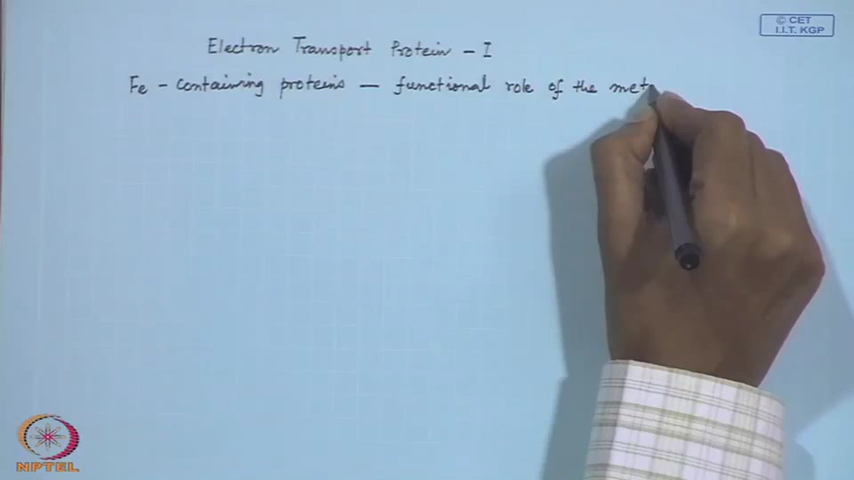 © CET
I.I.T. KGP
Electron Transport Protein - I
Fe - containing proteins — functional role of the met
NPTEL